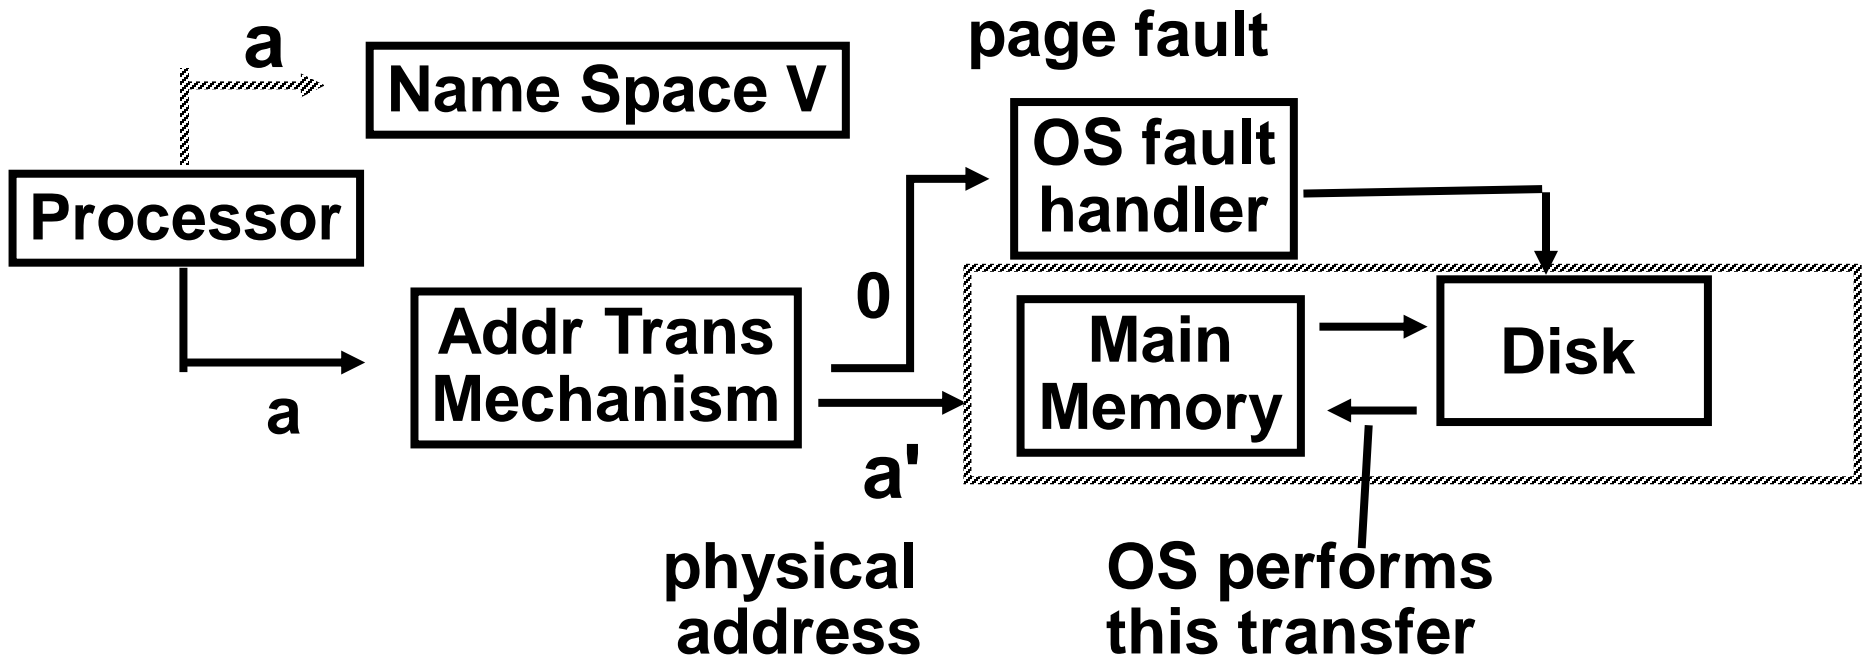 page fault
a
Name Space V
OS fault
handler
Processor
0
Addr Trans
Mechanism
Main
Memory
Disk
a
a'
physical
address
OS performs
this transfer